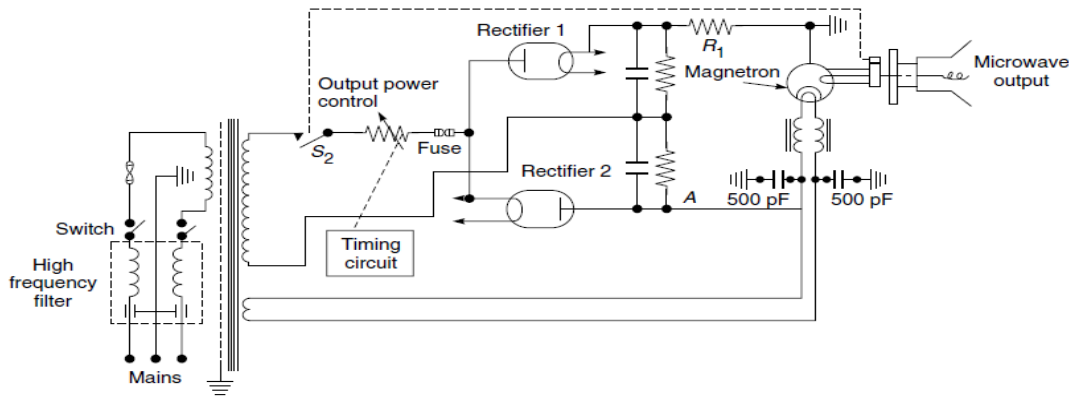 Rectifier 1
R1
Magnetron
Microwave
output
Output power
control
S2
Fuse
Rectifier 2
A
500 pF
500 pF
Switch
Timing
circuit
High
frequency
filter
Mains